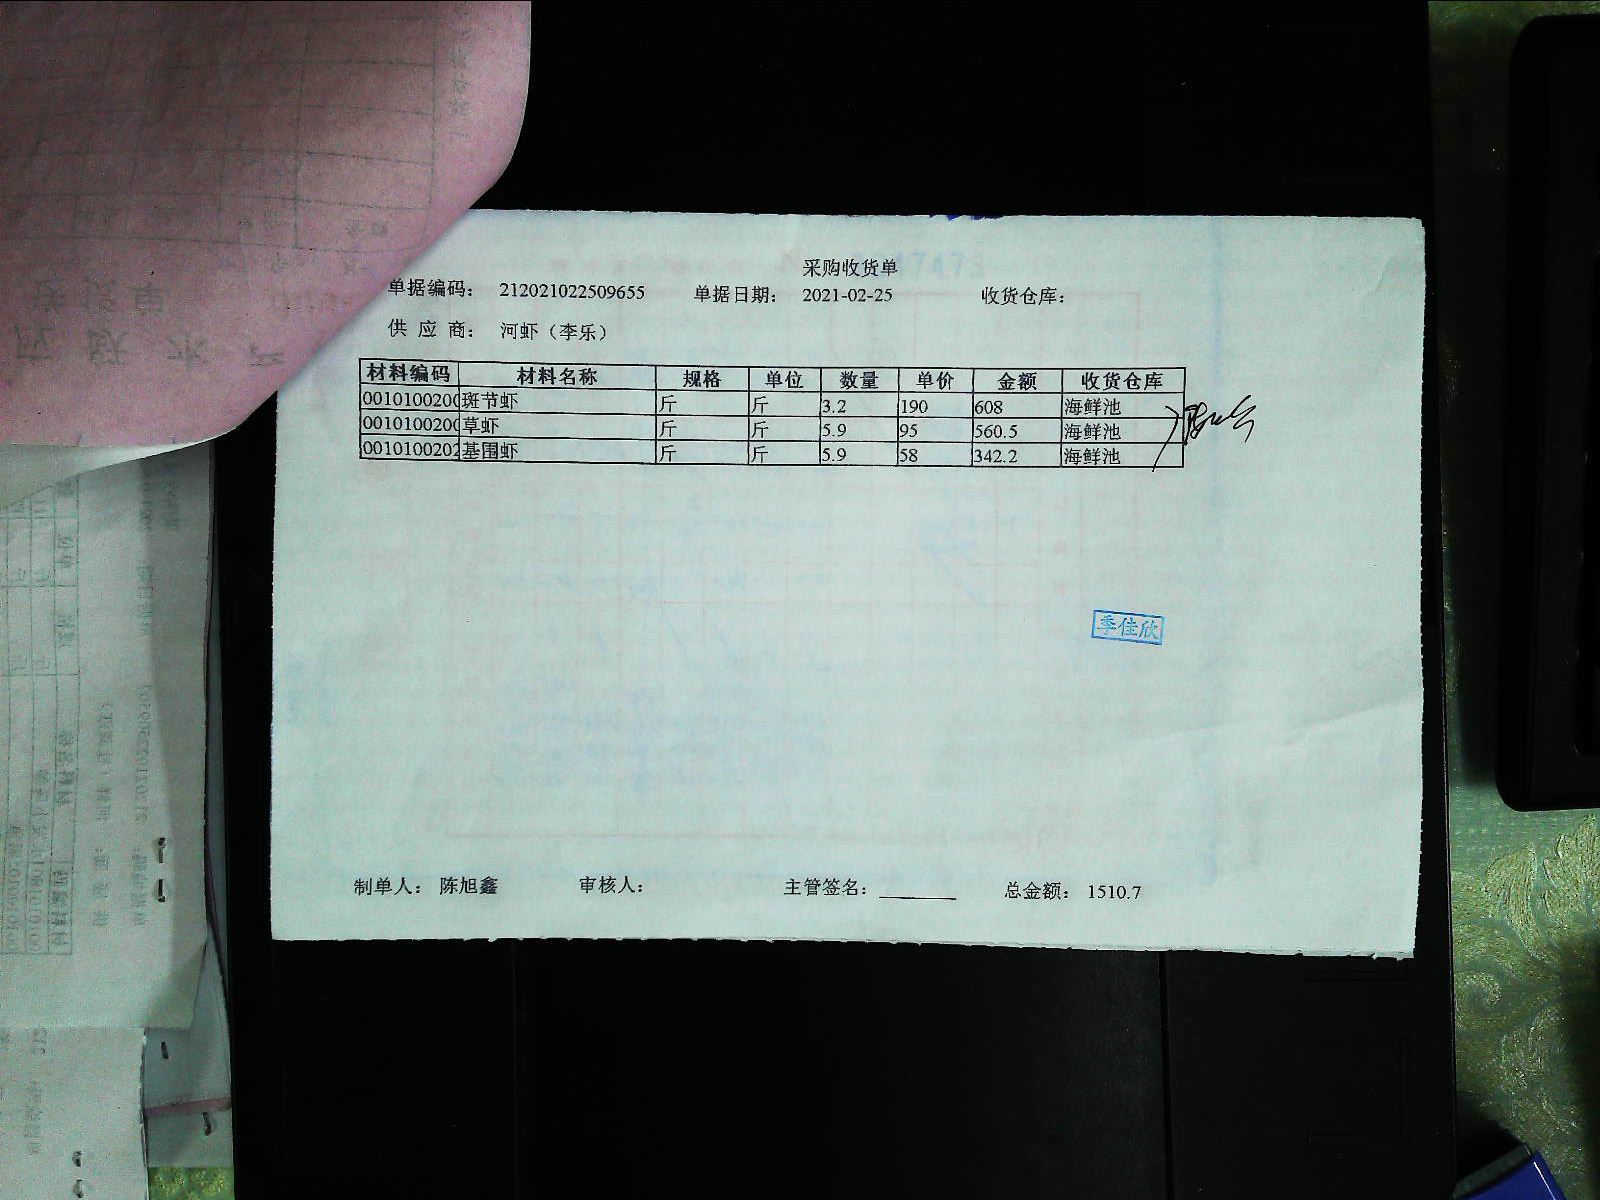 采购收货单
单据编码： 212021022509655 单据日期： 2021-02-25 收货仓库：
供 应 商： 河虾（李乐）
材料编码 材料名称 规格 单位 数量 单价 金额 收货仓库
0010100200 斑节虾 斤 斤 3.2 190 608 海鲜池
0010100200 草虾 斤 斤 5.9 95 560.5 海鲜池
0010100202 基围虾 斤 斤 5.9 58 342.2 海鲜池
季佳欣
制单人： 陈旭鑫 审核人： 主管签名： 总金额： 1510.7